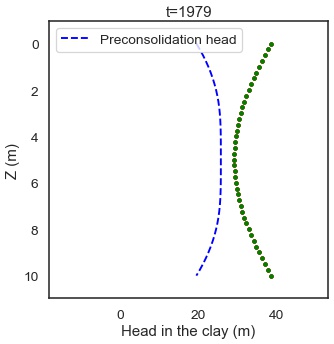 t=1979
Preconsolidation head
0
2
4
6
8
10
Z (m)
0 20 40
Head in the clay (m)